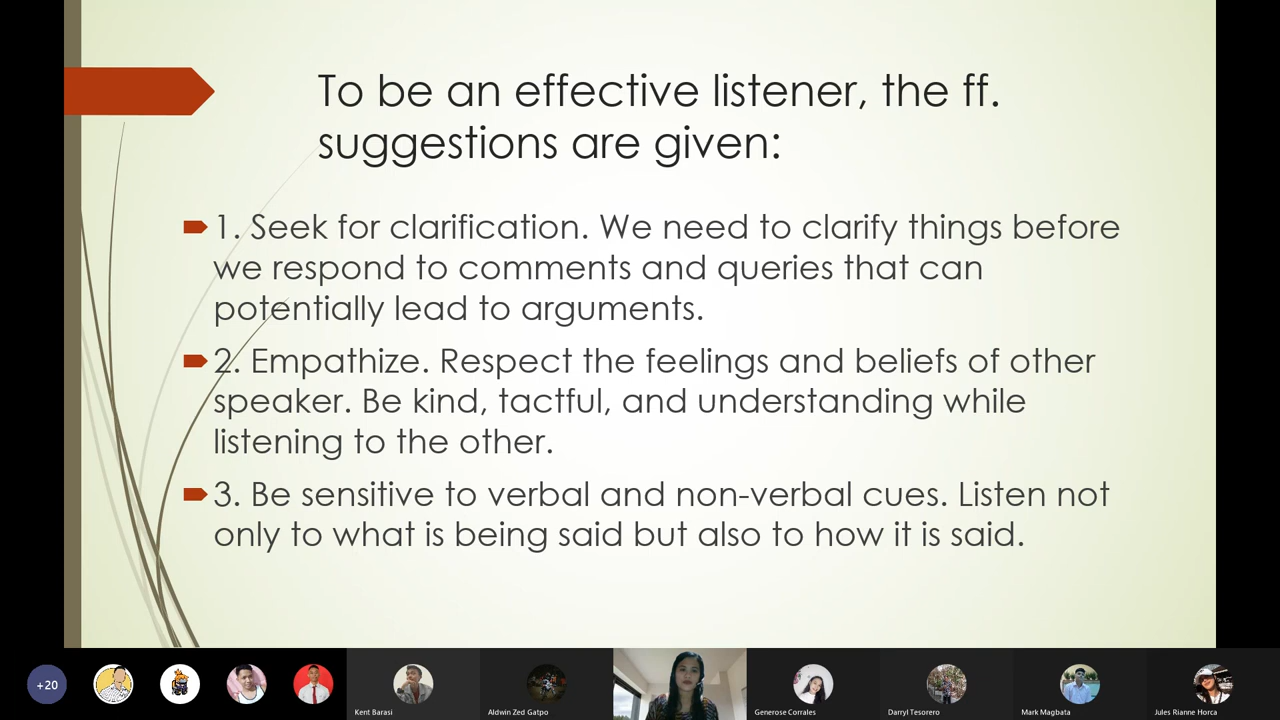 To be an effective listener, the ff.
suggestions are given:
1. Seek for clarification. We need to clarify things before
we respond to comments and queries that can
potentially lead to arguments.
2. Empathize. Respect the feelings and beliefs of other
speaker. Be kind, tactful, and understanding while
listening to the other.
3. Be sensitive to verbal and non-verbal cues. Listen not
only to what is being said but also to how it is said.
+20
Kent Barasi
Aldwin Zed Gatpo
Generose Corrales
Darryl Tesorero
Mark Magbata
Jules Rianne Horca